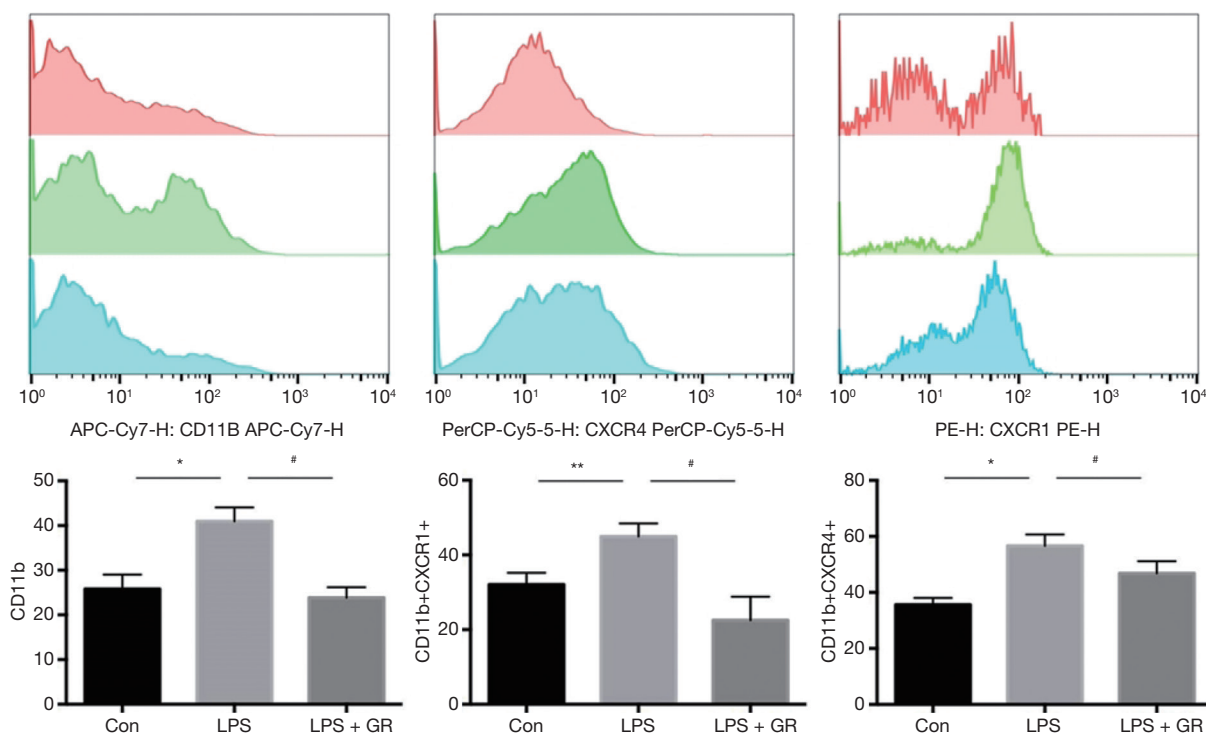 10⁰ 10¹ 10² 10³ 10⁴
APC-Cy7-H: CD11B APC-Cy7-H
10⁰ 10¹ 10² 10³ 10⁴
PerCP-Cy5-5-H: CXCR4 PerCP-Cy5-5-H
10⁰ 10¹ 10² 10³ 10⁴
PE-H: CXCR1 PE-H
CD11b
50
40
30
20
10
0
* #
Con LPS LPS + GR
CD11b+CXCR1+
60
40
20
0
** #
Con LPS LPS + GR
CD11b+CXCR4+
80
60
40
20
0
* #
Con LPS LPS + GR